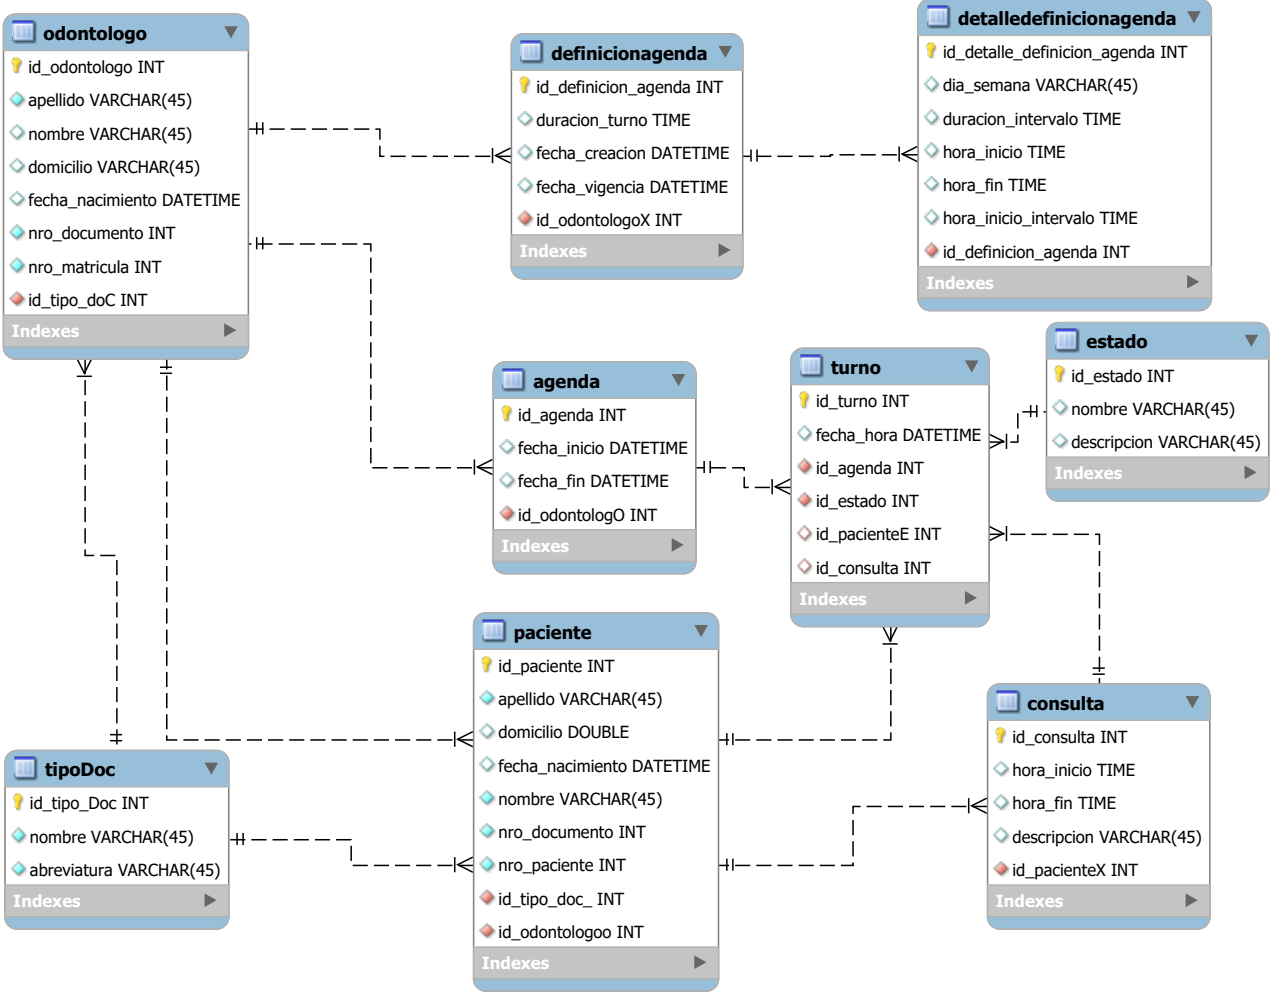 odontologo
id_odontologo INT
apellido VARCHAR(45)
nombre VARCHAR(45)
domicilio VARCHAR(45)
fecha_nacimiento DATETIME
nro_documento INT
nro_matricula INT
id_tipo_doC INT
Indexes
definicionagenda
id_definicion_agenda INT
duracion_turno TIME
fecha_creacion DATETIME
fecha_vigencia DATETIME
id_odontologoX INT
Indexes
detalledefinicionagenda
id_detalle_definicion_agenda INT
dia_semana VARCHAR(45)
duracion_intervalo TIME
hora_inicio TIME
hora_fin TIME
hora_inicio_intervalo TIME
id_definicion_agenda INT
Indexes
agenda
id_agenda INT
fecha_inicio DATETIME
fecha_fin DATETIME
id_odontologO INT
Indexes
turno
id_turno INT
fecha_hora DATETIME
id_agenda INT
id_estado INT
id_pacienteE INT
id_consulta INT
Indexes
estado
id_estado INT
nombre VARCHAR(45)
descripcion VARCHAR(45)
Indexes
tipoDoc
id_tipo_Doc INT
nombre VARCHAR(45)
abreviatura VARCHAR(45)
Indexes
paciente
id_paciente INT
apellido VARCHAR(45)
domicilio DOUBLE
fecha_nacimiento DATETIME
nombre VARCHAR(45)
nro_documento INT
nro_paciente INT
id_tipo_doc_ INT
id_odontologoo INT
Indexes
consulta
id_consulta INT
hora_inicio TIME
hora_fin TIME
descripcion VARCHAR(45)
id_pacienteX INT
Indexes